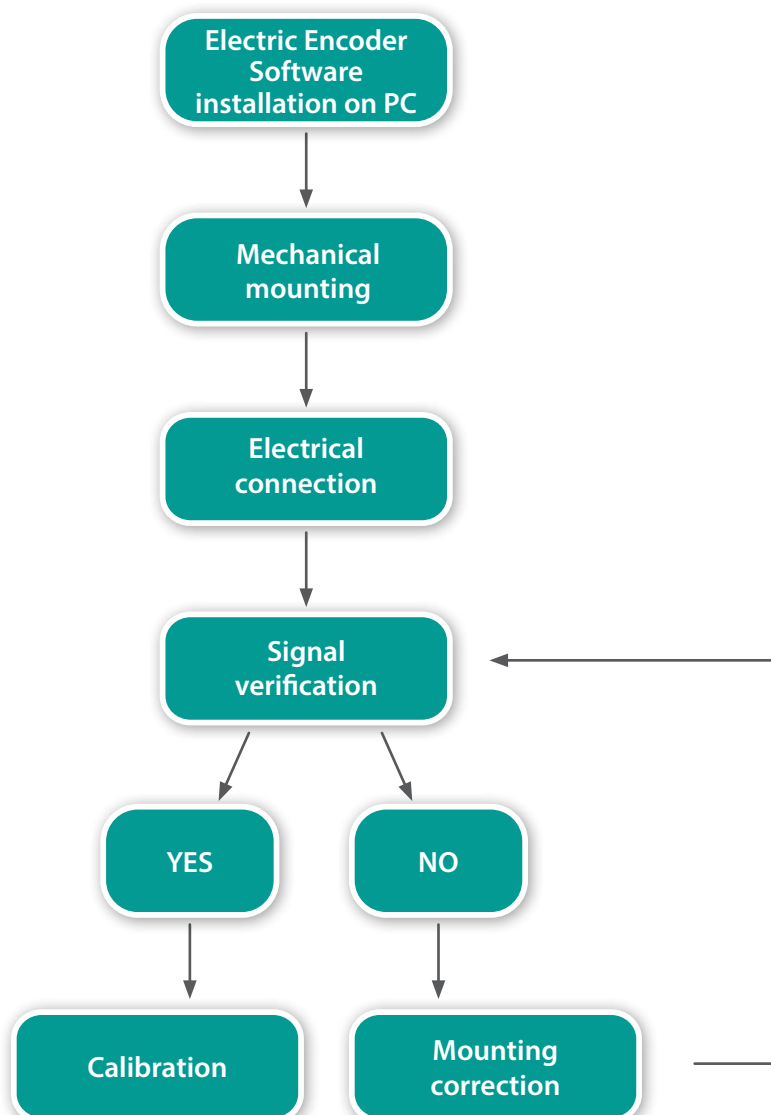 Electric Encoder
Software
installation on PC
Mechanical
mounting
Electrical
connection
Signal
verification
YES
NO
Calibration
Mounting
correction